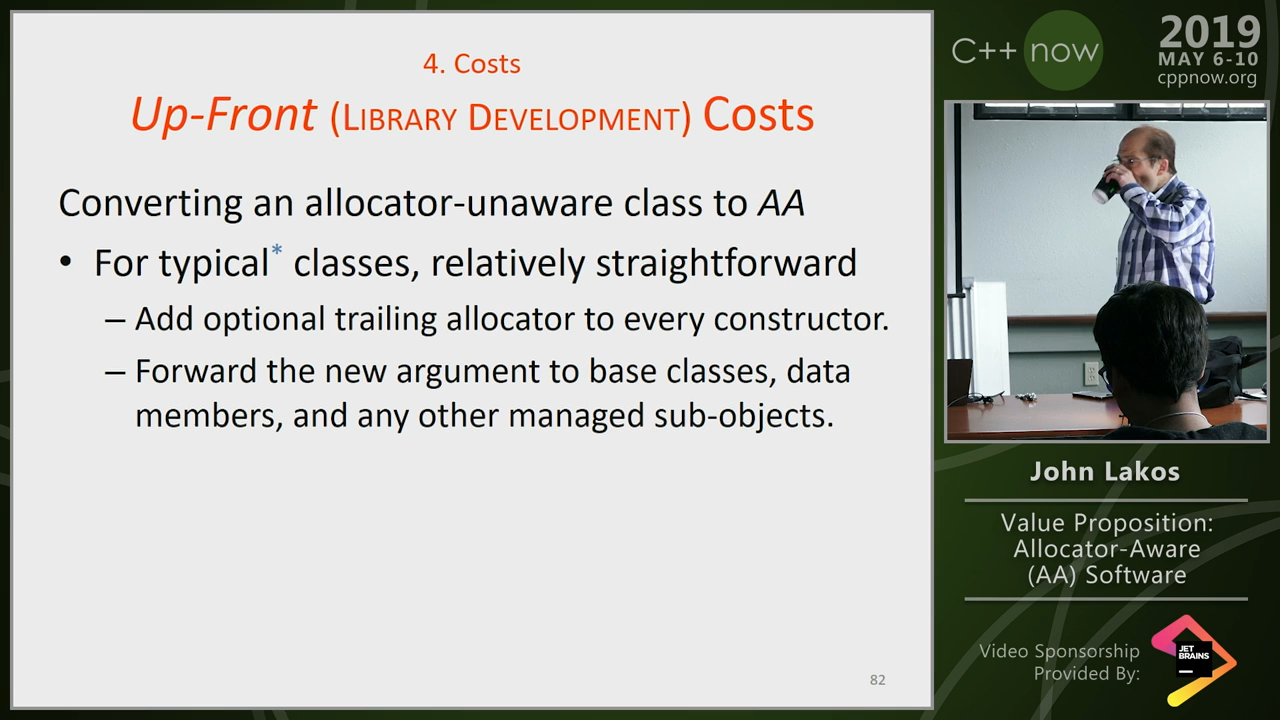 4. Costs
Up-Front (LIBRARY DEVELOPMENT) Costs
Converting an allocator-unaware class to AA
• For typical* classes, relatively straightforward
– Add optional trailing allocator to every constructor.
– Forward the new argument to base classes, data
members, and any other managed sub-objects.
82
C++ now
2019
MAY 6-10
cppnow.org
John Lakos
Value Proposition:
Allocator-Aware
(AA) Software
Video Sponsorship
Provided By:
JET
BRAINS